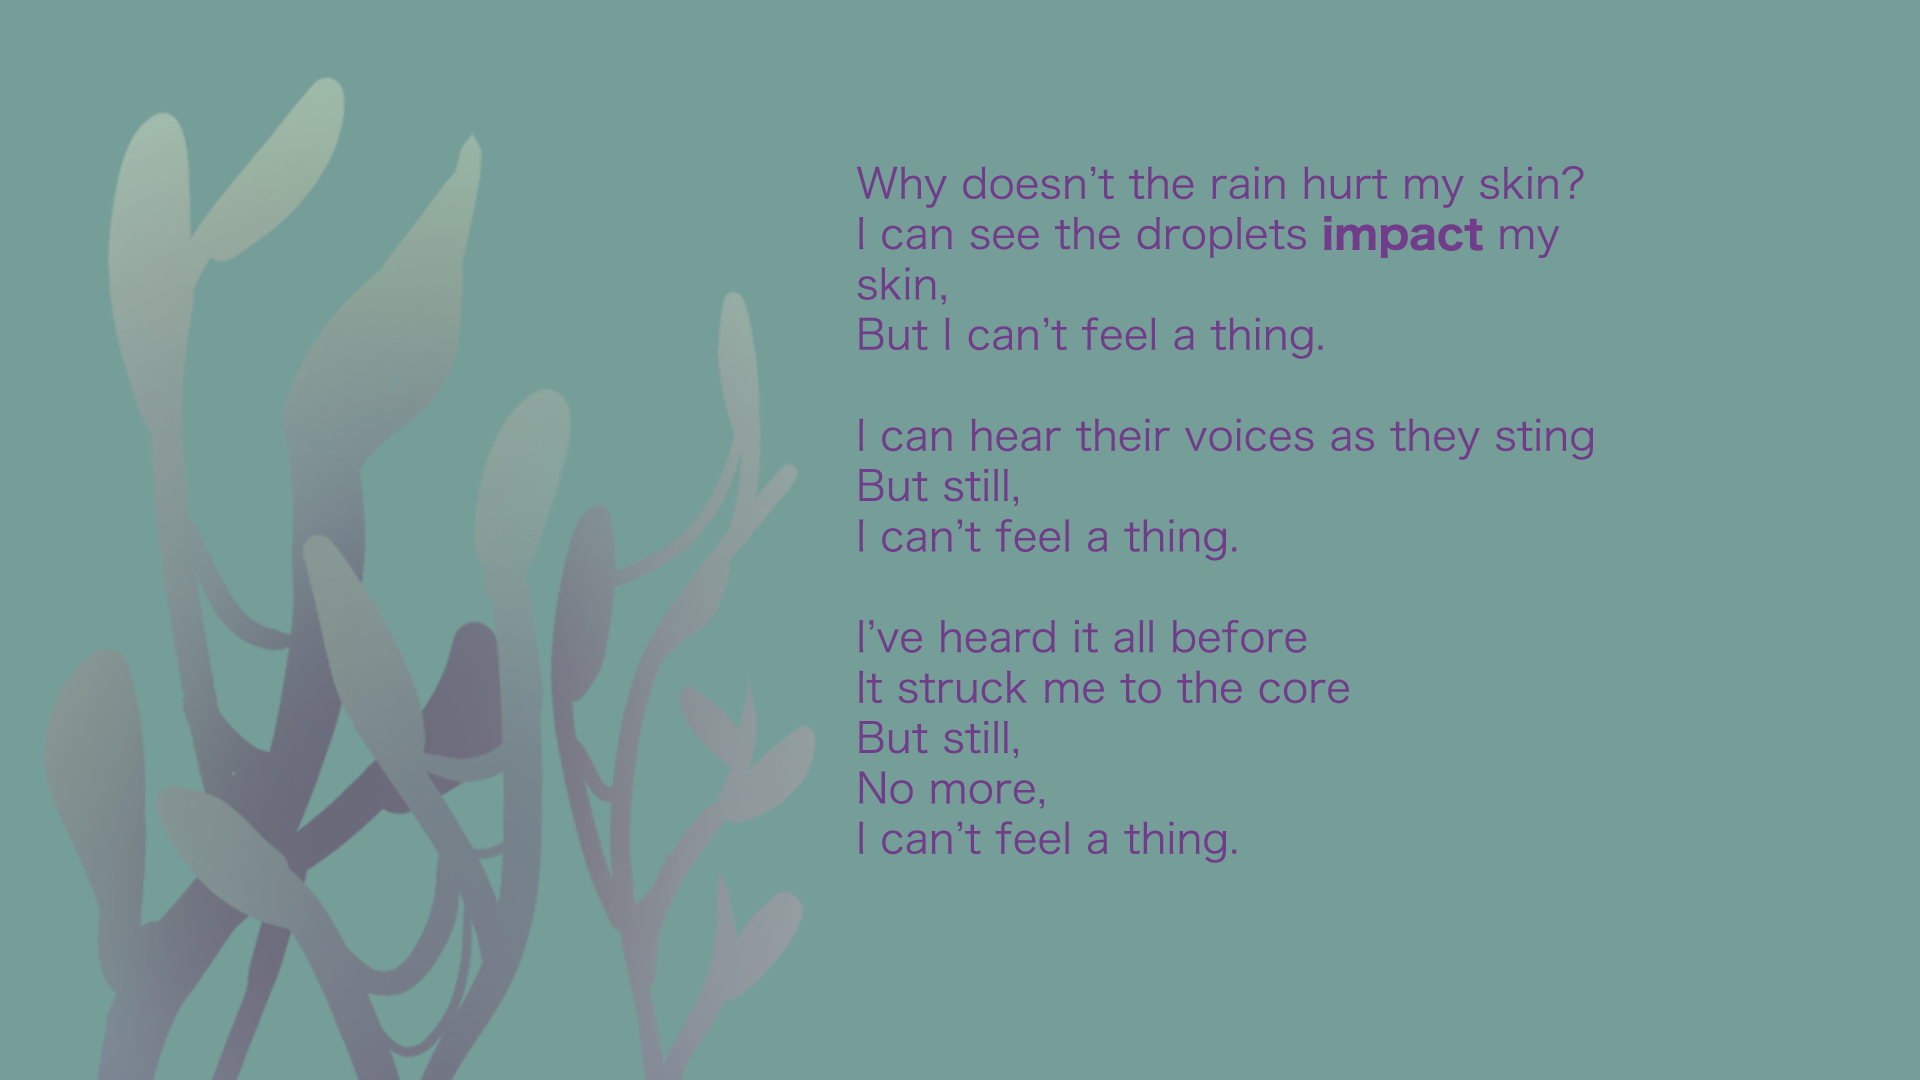 Why doesn’t the rain hurt my skin?
I can see the droplets impact my
skin,
But I can’t feel a thing.
I can hear their voices as they sting
But still,
I can’t feel a thing.
I’ve heard it all before
It struck me to the core
But still,
No more,
I can’t feel a thing.